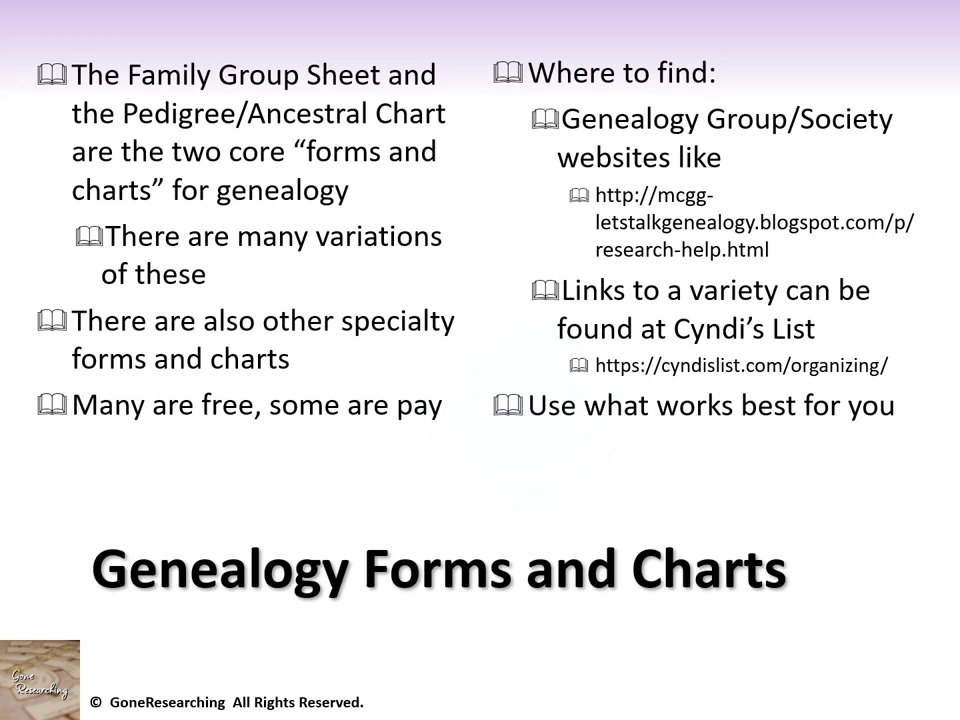 The Family Group Sheet and
the Pedigree/Ancestral Chart
are the two core “forms and
charts” for genealogy
There are many variations
of these
There are also other specialty
forms and charts
Many are free, some are pay
Where to find:
Genealogy Group/Society
websites like
http://mcgg-
letstalkgenealogy.blogspot.com/p/
research-help.html
Links to a variety can be
found at Cyndi’s List
https://cyndislist.com/organizing/
Use what works best for you
Genealogy Forms and Charts
Gone
Researching
© GoneResearching All Rights Reserved.